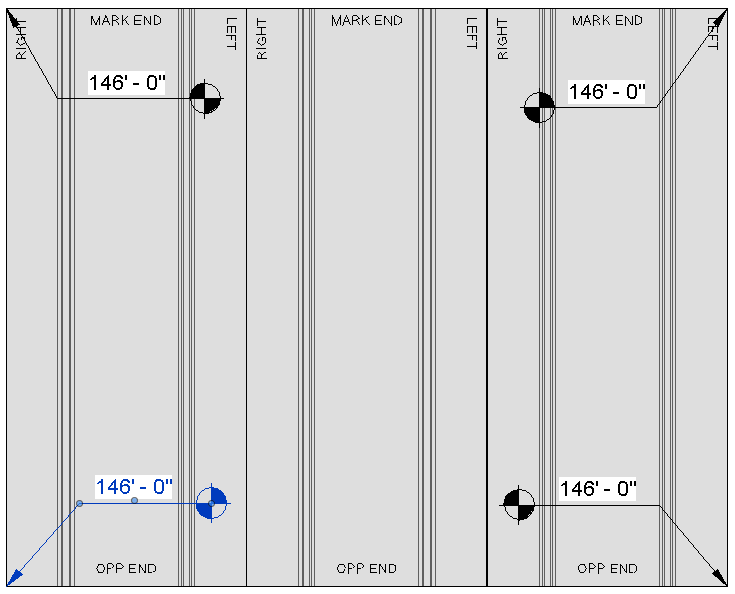 MARK END
MARK END
MARK END
RIGHT
LEFT
RIGHT
LEFT
RIGHT
LEFT
146' - 0"
146' - 0"
146' - 0"
146' - 0"
OPP END
OPP END
OPP END